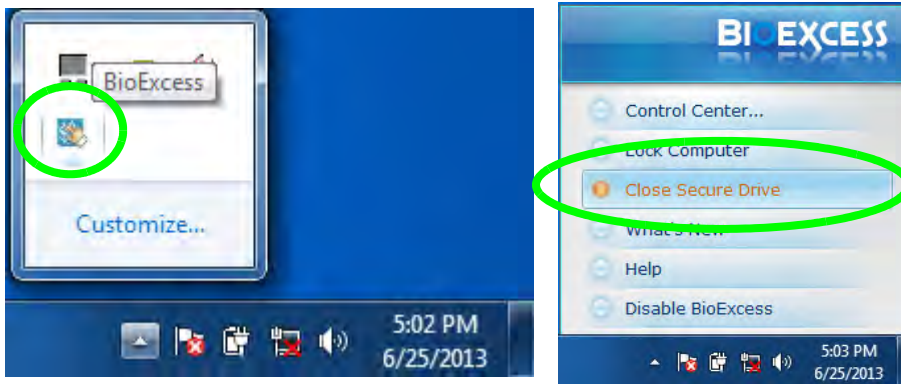 BioExcess
Customize...
5:02 PM
6/25/2013
BIOEXCESS
Control Center...
Lock Computer
Close Secure Drive
What's New
Help
Disable BioExcess
5:03 PM
6/25/2013